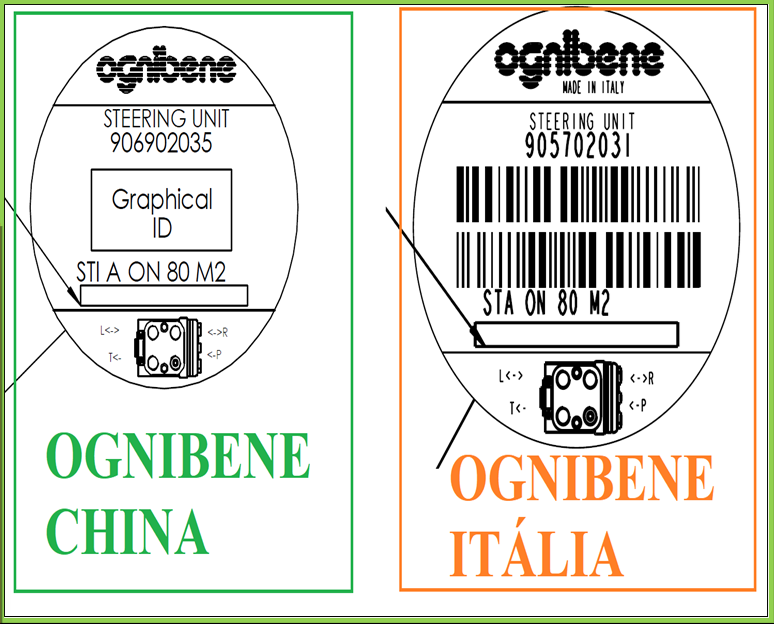 ognibene
STEERING UNIT
906902035
Graphical
ID
STI A ON 80 M2
L<->
<->R
T<-
<-P
OGNIBENE
CHINA
ognibene
MADE IN ITALY
STEERING UNIT
905702031
STA ON 80 M2
L<->
<->R
T<-
<-P
OGNIBENE
ITÁLIA